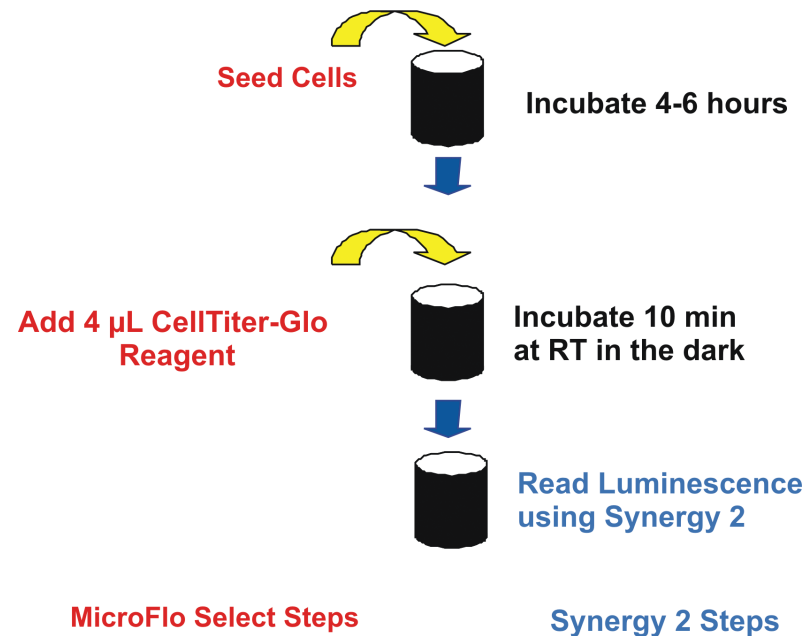 Seed Cells
Incubate 4-6 hours
Add 4 µL CellTiter-Glo
Reagent
Incubate 10 min
at RT in the dark
Read Luminescence
using Synergy 2
MicroFlo Select Steps
Synergy 2 Steps